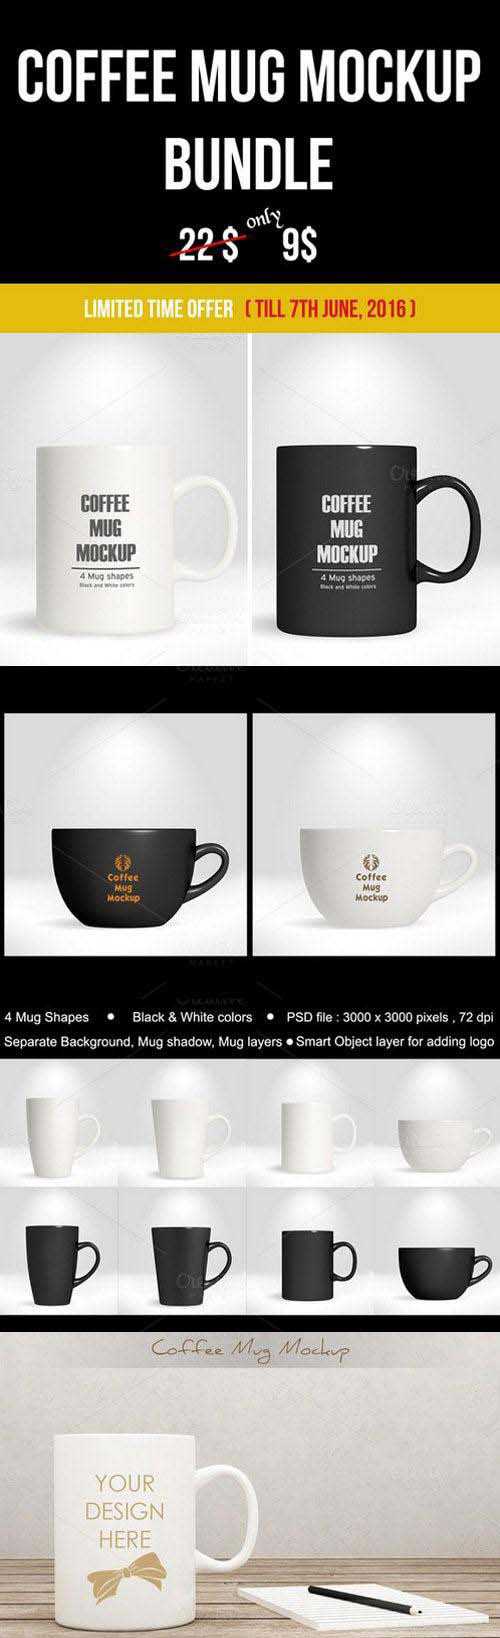 COFFEE MUG MOCKUP
BUNDLE
22 $ only 9$
LIMITED TIME OFFER ( TILL 7TH JUNE, 2016 )
COFFEE
MUG
MOCKUP
4 Mug shapes
Black and White colors
COFFEE
MUG
MOCKUP
4 Mug shapes
Black and White colors
Creative
MARKET
Coffee
Mug
Mockup
Coffee
Mug
Mockup
4 Mug Shapes • Black & White colors • PSD file : 3000 x 3000 pixels , 72 dpi
Separate Background, Mug shadow, Mug layers • Smart Object layer for adding logo
Coffee Mug Mockup
YOUR
DESIGN
HERE